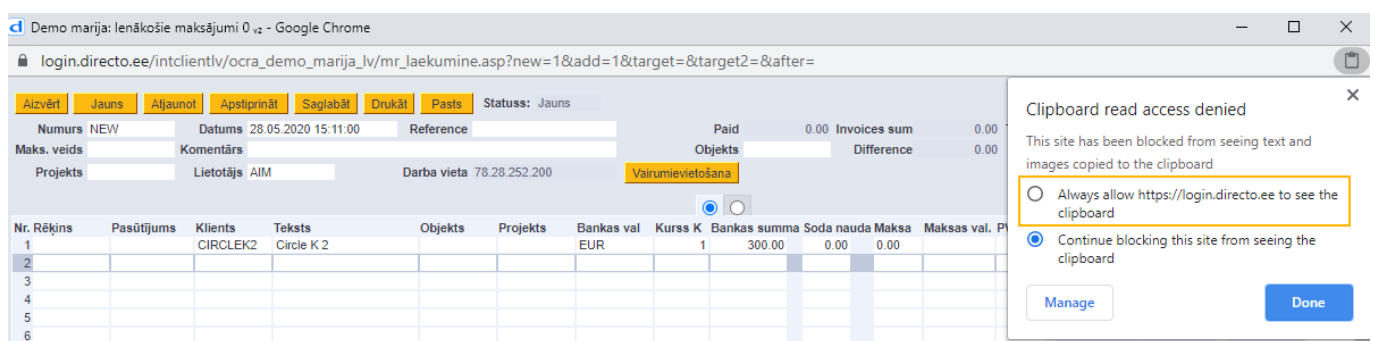 Demo marija: Ienākošie maksājumi 0 v2 - Google Chrome
login.directo.ee/intclientlv/ocra_demo_marija_lv/mr_laekumine.asp?new=1&add=1&target=&target2=&after=
Aizvērt Jauns Atjaunot Apstiprināt Saglabāt Drukāt Pasts Statuss: Jauns
Numurs NEW Datums 28.05.2020 15:11:00 Reference Paid 0.00 Invoices sum 0.00
Maks. veids Komentārs Objekts Difference 0.00
Projekts Lietotājs AIM Darba vieta 78.28.252.200 Vairumievietošana
Nr. Rēķins Pasūtījums Klients Teksts Objekts Projekts Bankas val Kurss K Bankas summa Soda nauda Maksa Maksas val.
1 CIRCLEK2 Circle K 2 EUR 1 300.00 0.00 0.00
2
3
4
5
6
Clipboard read access denied
This site has been blocked from seeing text and
images copied to the clipboard
Always allow https://login.directo.ee to see the
clipboard
Continue blocking this site from seeing the
clipboard
Manage Done